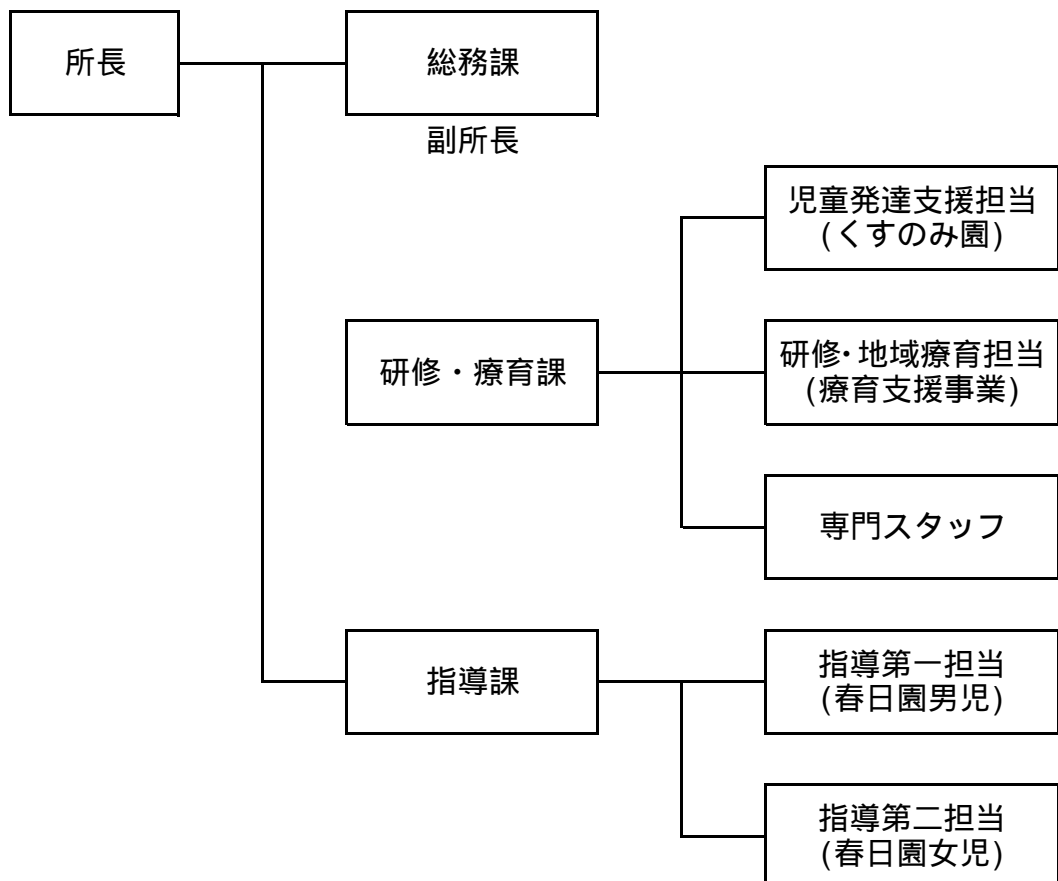 所長
総務課
副所長
児童発達支援担当
(くすのみ園)
研修・療育課
研修・地域療育担当
(療育支援事業)
専門スタッフ
指導課
指導第一担当
(春日園男児)
指導第二担当
(春日園女児)